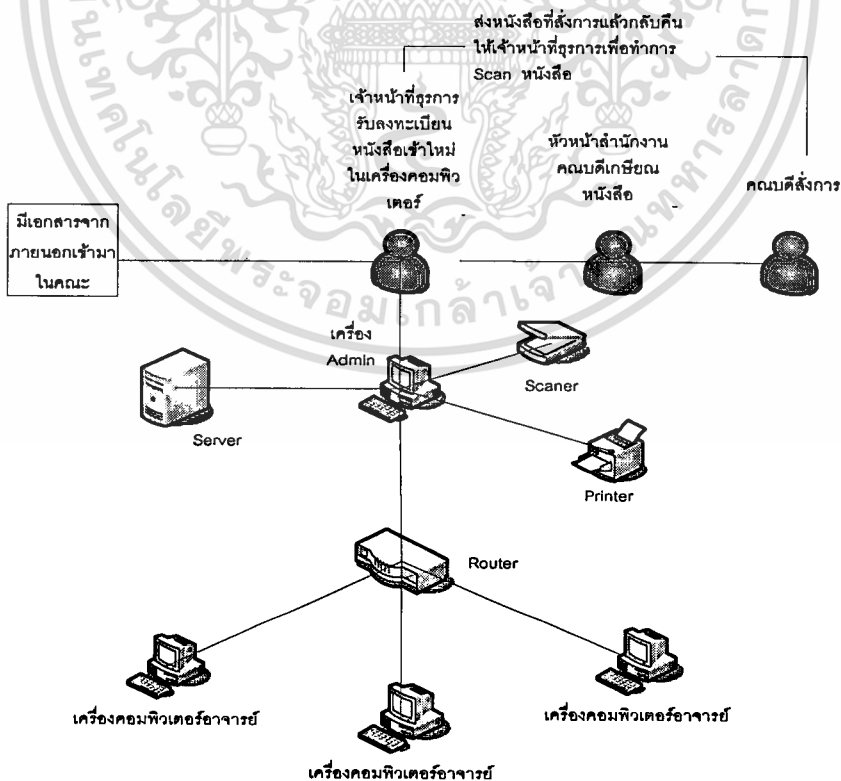 ส่งหนังสือที่สั่งการแล้วกลับคืน
ให้เจ้าหน้าที่ธุรการเพื่อทำการ
Scan หนังสือ
เจ้าหน้าที่ธุรการ
รับลงทะเบียน
หนังสือเข้าใหม่
ในเครื่องคอมพิว
เตอร์
หัวหน้าสำนักงาน
คณบดีเกษียณ
หนังสือ
คณบดีสั่งการ
มีเอกสารจาก
ภายนอกเข้ามา
ในคณะ
เครื่อง
Admin
Scaner
Server
Printer
Router
เครื่องคอมพิวเตอร์อาจารย์
เครื่องคอมพิวเตอร์อาจารย์
เครื่องคอมพิวเตอร์อาจารย์